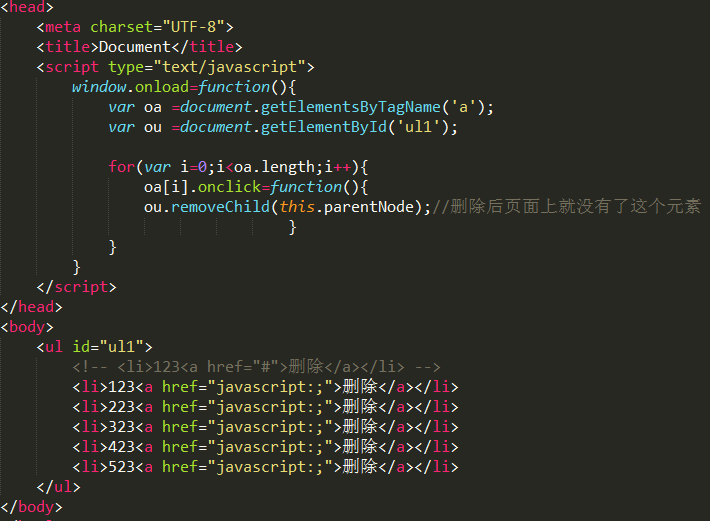 <head>
<meta charset="UTF-8">
<title>Document</title>
<script type="text/javascript">
window.onload=function(){
var oa =document.getElementsByTagName('a');
var ou =document.getElementById('ul1');
for(var i=0;i<oa.length;i++){
oa[i].onclick=function(){
ou.removeChild(this.parentNode);//删除后页面上就没有了这个元素
}
}
}
</script>
</head>
<body>
<ul id="ul1">
<!-- <li>123<a href="#">删除</a></li> -->
<li>123<a href="javascript:;">删除</a></li>
<li>223<a href="javascript:;">删除</a></li>
<li>323<a href="javascript:;">删除</a></li>
<li>423<a href="javascript:;">删除</a></li>
<li>523<a href="javascript:;">删除</a></li>
</ul>
</body>